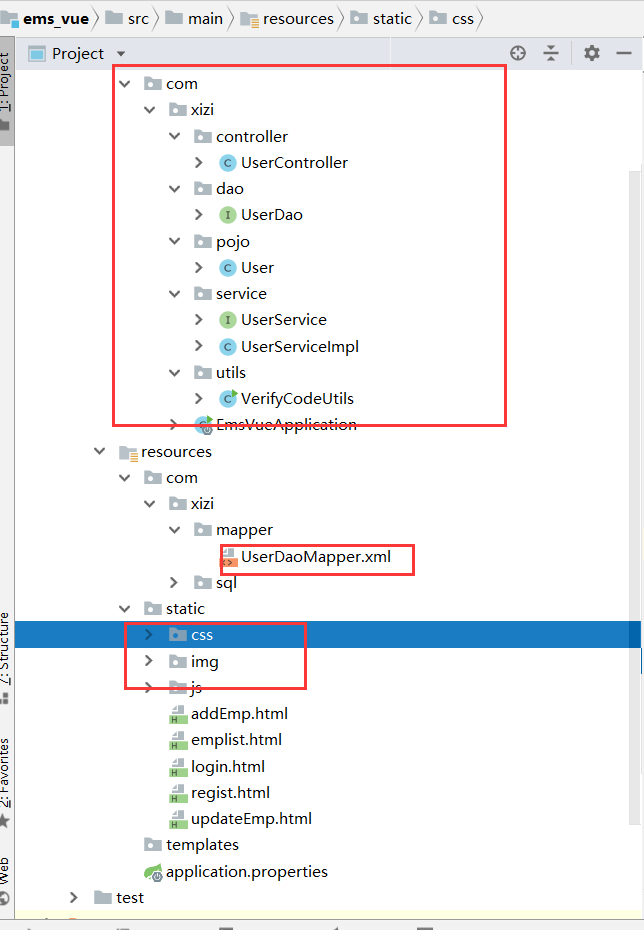 ems_vue src main resources static css
Project
1: Project
com
xizi
controller
UserController
dao
UserDao
pojo
User
service
UserService
UserServiceImpl
utils
VerifyCodeUtils
EmsVueApplication
resources
com
xizi
mapper
UserDaoMapper.xml
sql
static
css
img
js
addEmp.html
emplist.html
login.html
regist.html
updateEmp.html
templates
application.properties
test
7: Structure
2: Favorites
Web